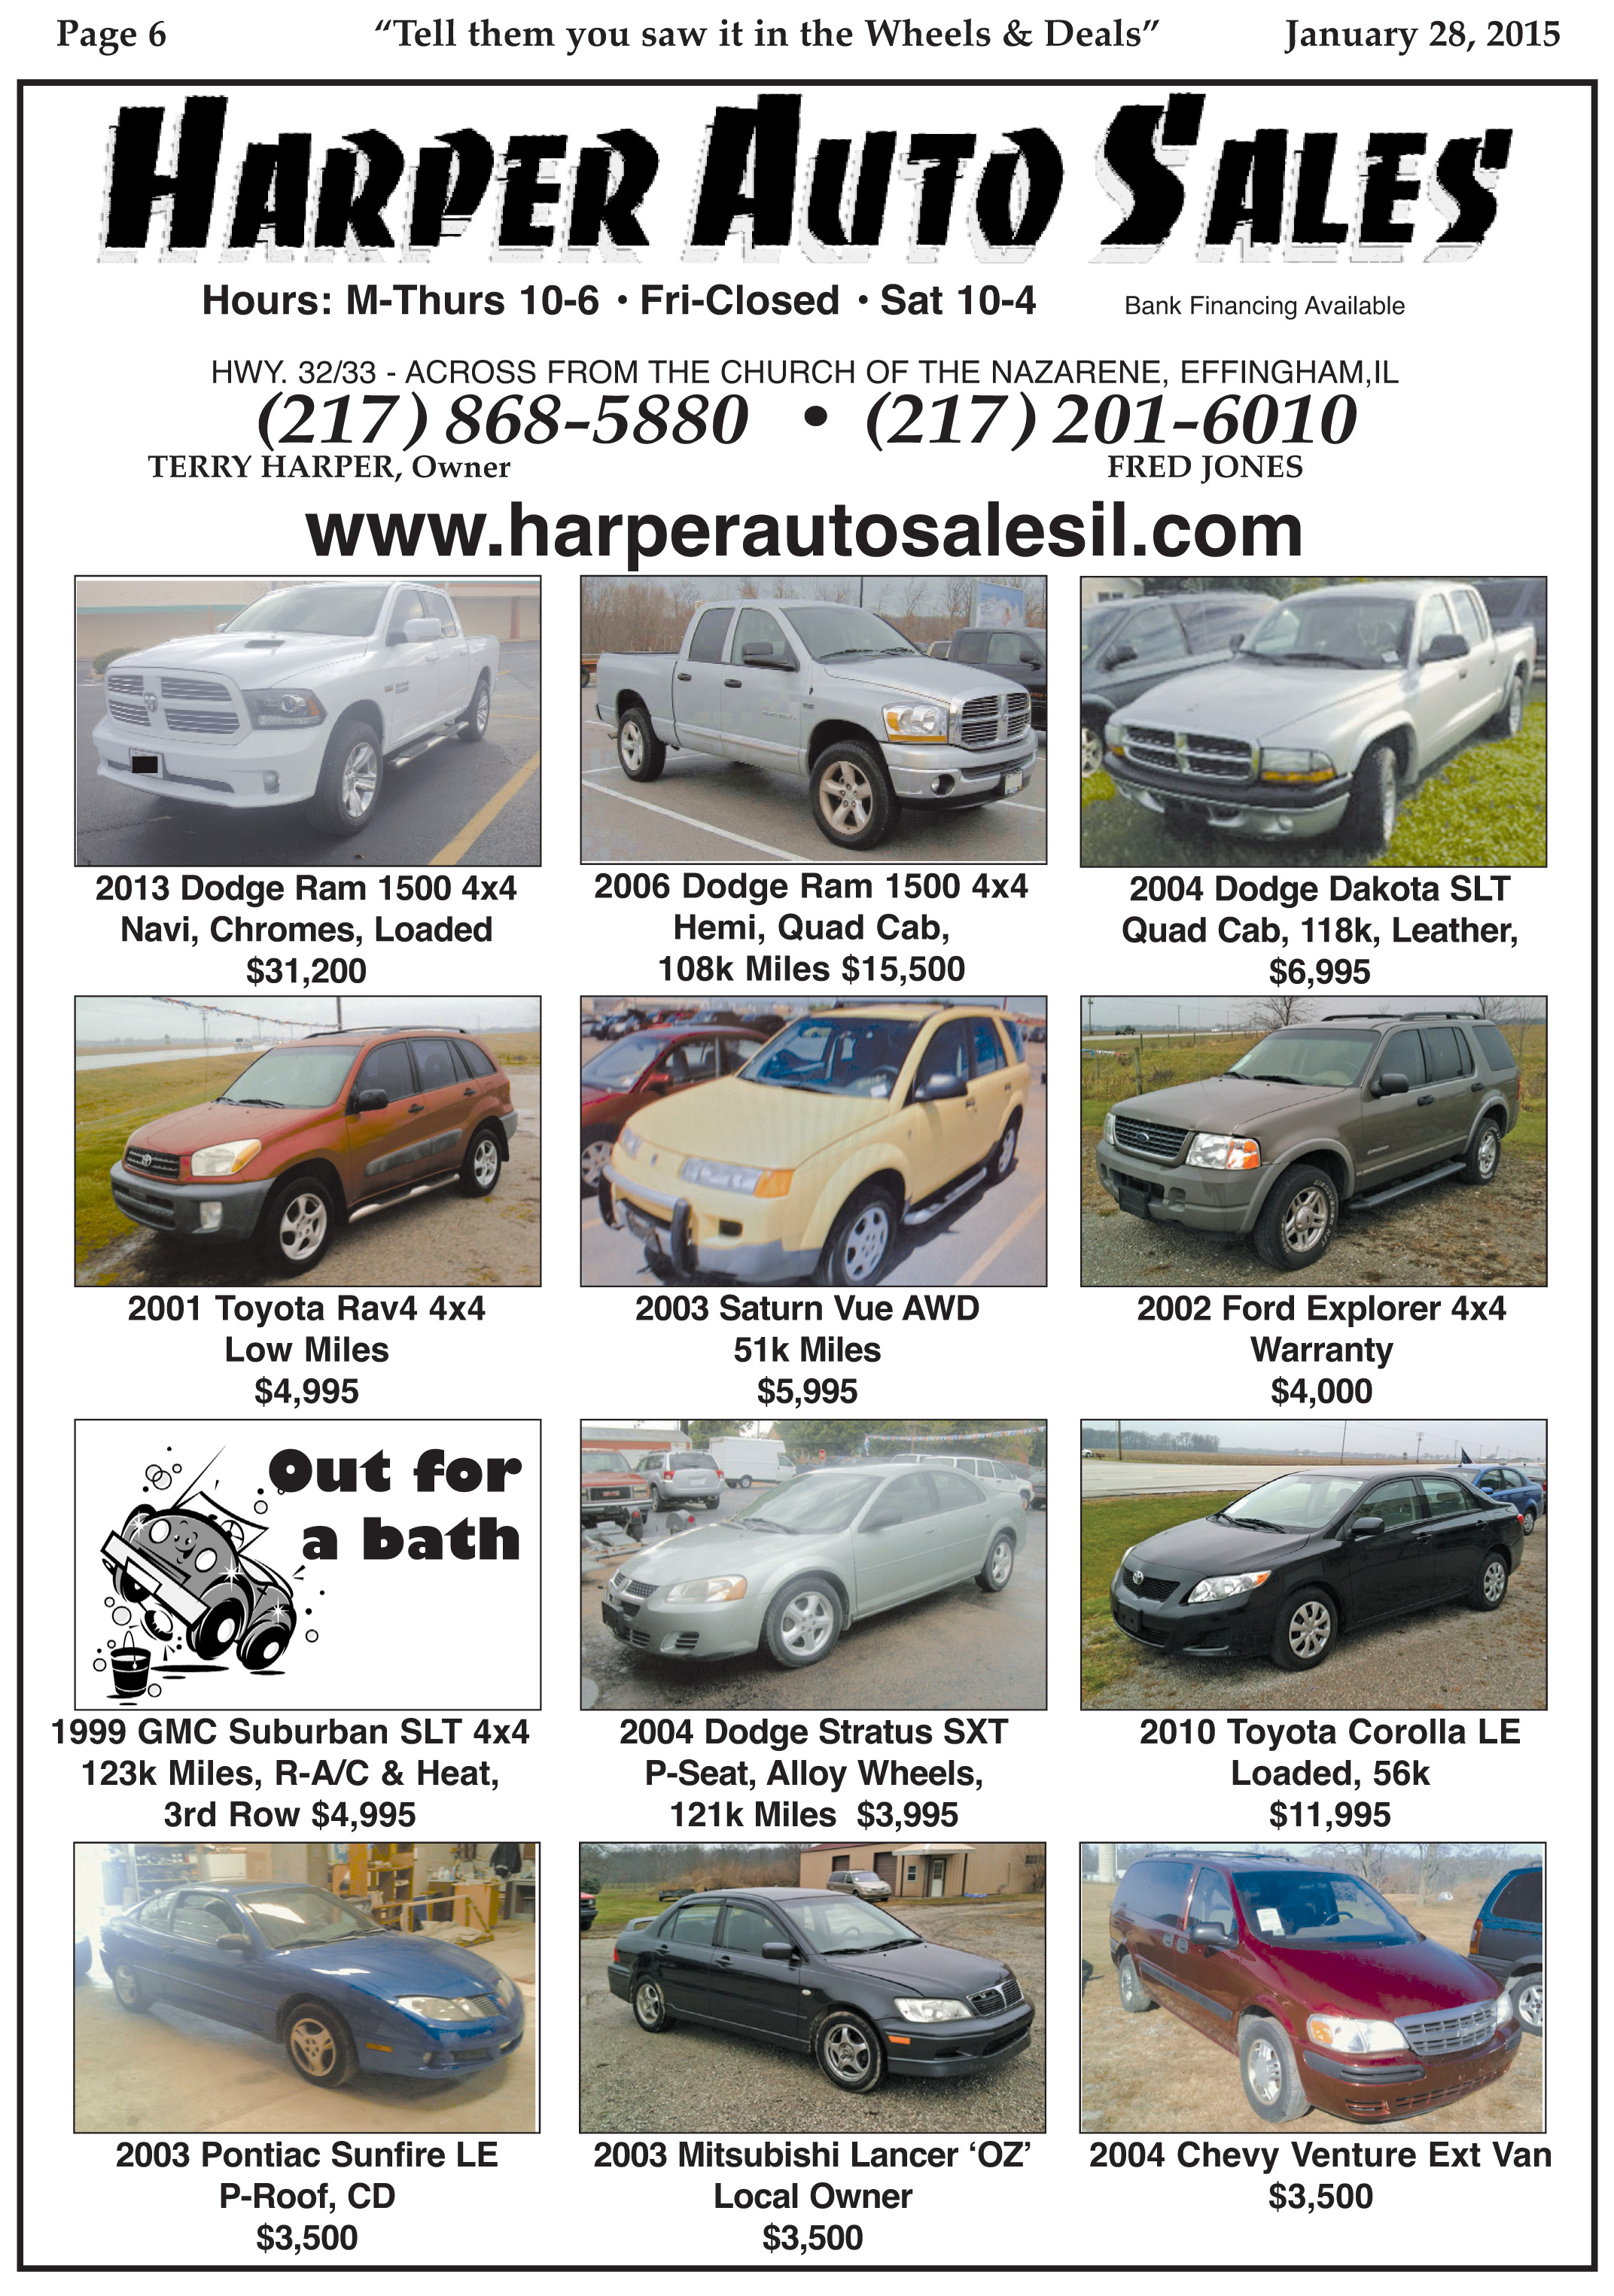 Page 6 “Tell them you saw it in the Wheels & Deals” January 28, 2015
HARPER AUTO SALES
Hours: M-Thurs 10-6 • Fri-Closed • Sat 10-4 Bank Financing Available
HWY. 32/33 - ACROSS FROM THE CHURCH OF THE NAZARENE, EFFINGHAM,IL
(217) 868-5880 • (217) 201-6010
TERRY HARPER, Owner FRED JONES
www.harperautosalesil.com
2013 Dodge Ram 1500 4x4
Navi, Chromes, Loaded
$31,200
2006 Dodge Ram 1500 4x4
Hemi, Quad Cab,
108k Miles $15,500
2004 Dodge Dakota SLT
Quad Cab, 118k, Leather,
$6,995
2001 Toyota Rav4 4x4
Low Miles
$4,995
2003 Saturn Vue AWD
51k Miles
$5,995
2002 Ford Explorer 4x4
Warranty
$4,000
Out for
a bath
1999 GMC Suburban SLT 4x4
123k Miles, R-A/C & Heat,
3rd Row $4,995
2004 Dodge Stratus SXT
P-Seat, Alloy Wheels,
121k Miles $3,995
2010 Toyota Corolla LE
Loaded, 56k
$11,995
2003 Pontiac Sunfire LE
P-Roof, CD
$3,500
2003 Mitsubishi Lancer ‘OZ’
Local Owner
$3,500
2004 Chevy Venture Ext Van
$3,500